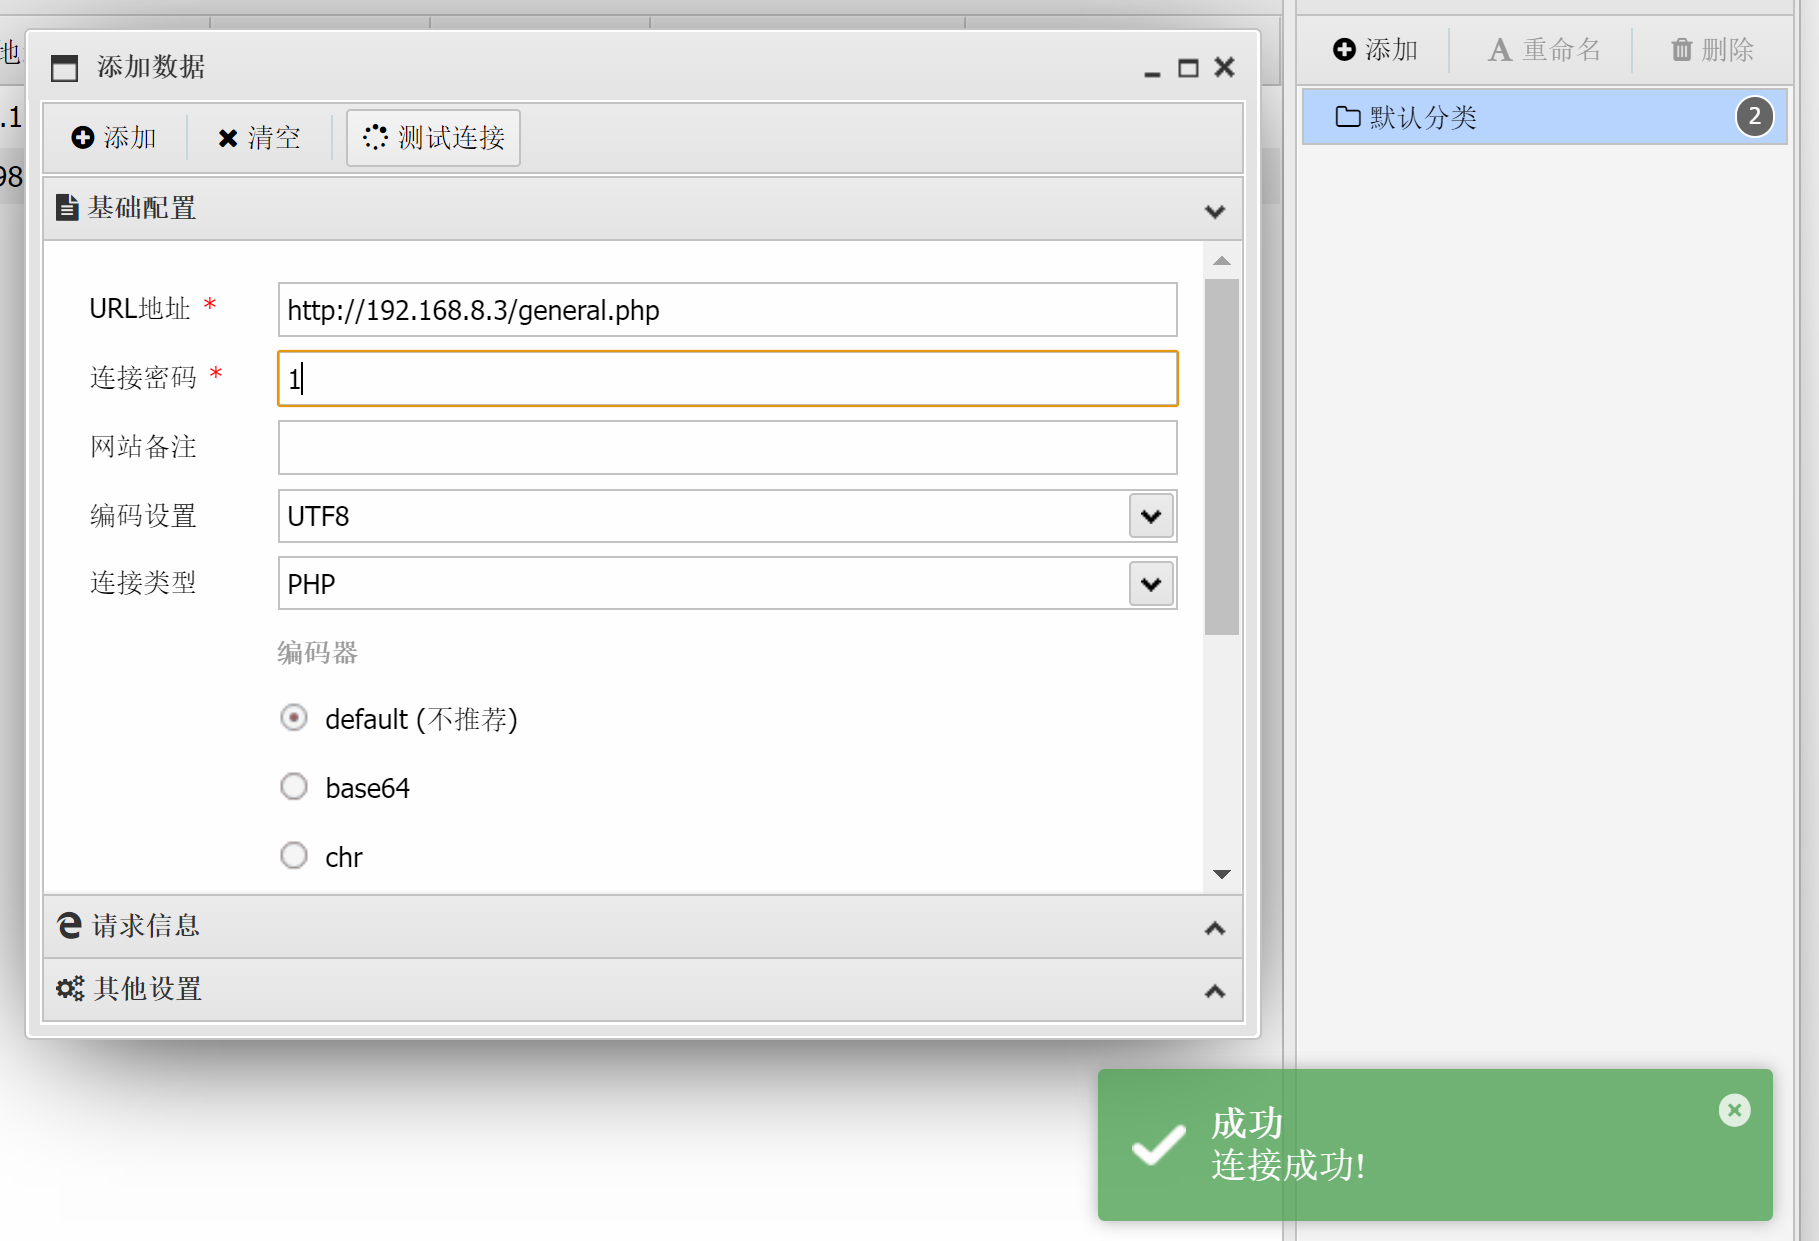 地
添加
重命名
删除
默认分类
2
.1
98
添加数据
添加
清空
测试连接
基础配置
URL地址 *
http://192.168.8.3/general.php
连接密码 *
1
网站备注
编码设置
UTF8
连接类型
PHP
编码器
default (不推荐)
base64
chr
请求信息
其他设置
成功
连接成功!